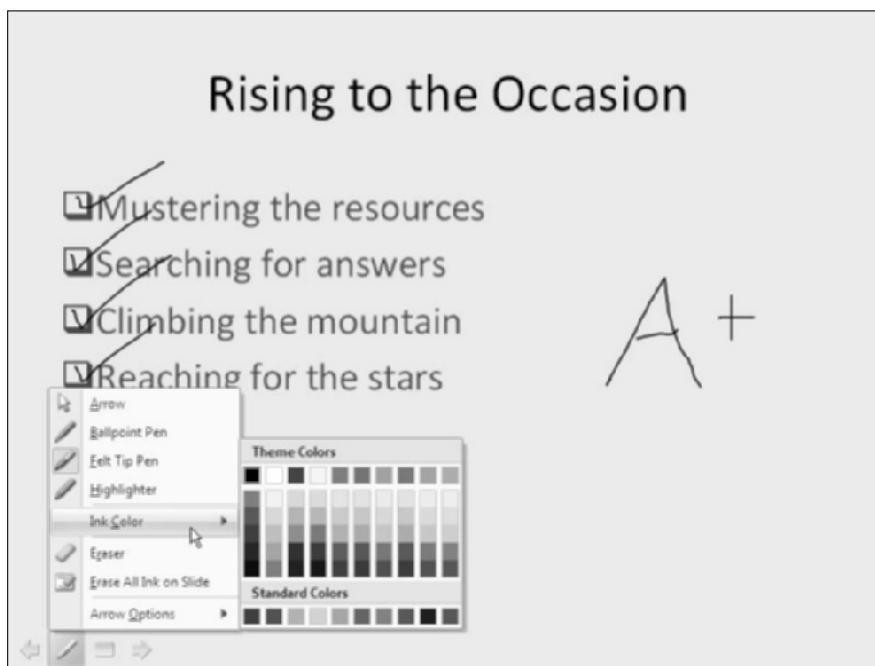 Rising to the Occasion
Mustering the resources
Searching for answers
Climbing the mountain
Reaching for the stars
A+
Arrow
Ballpoint Pen
Felt Tip Pen
Highlighter
Ink Color
Eraser
Erase All Ink on Slide
Arrow Options
Theme Colors
Standard Colors